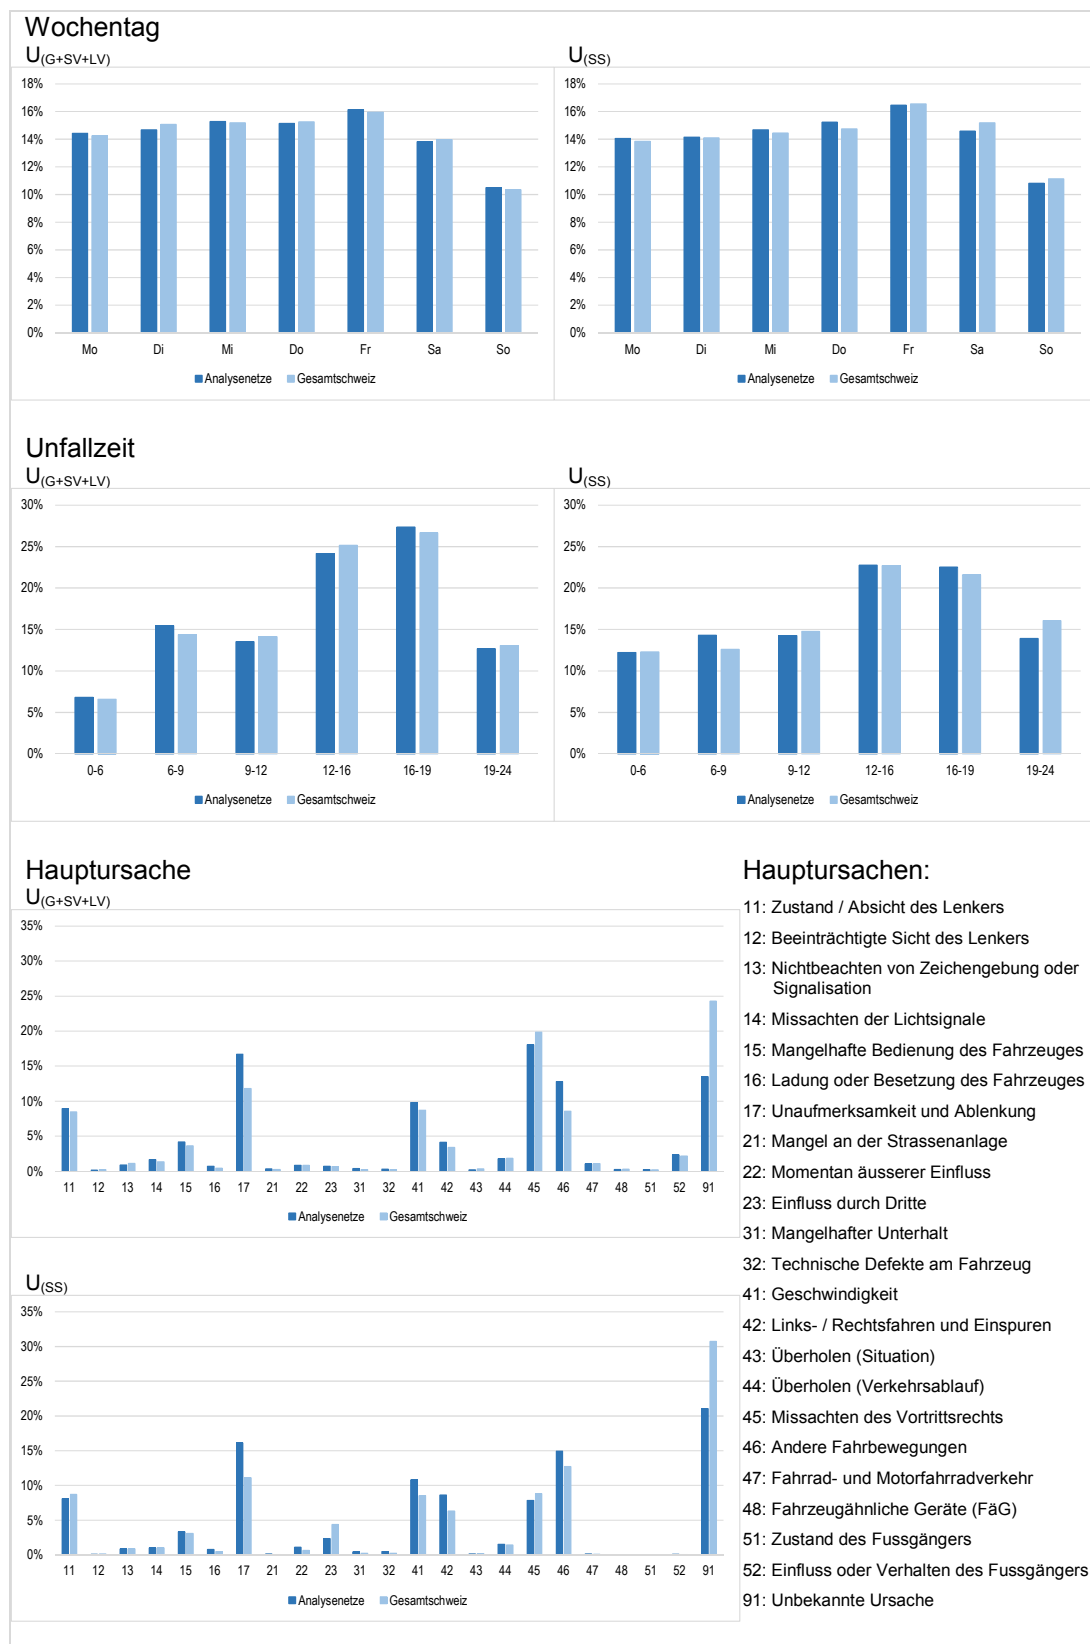 Wochentag
U(G+SV+LV)
U(SS)
18%
16%
14%
12%
10%
8%
6%
4%
2%
0%
Mo Di Mi Do Fr Sa So
Analysenetze Gesamtschweiz
18%
16%
14%
12%
10%
8%
6%
4%
2%
0%
Mo Di Mi Do Fr Sa So
Analysenetze Gesamtschweiz
Unfallzeit
U(G+SV+LV)
U(SS)
30%
25%
20%
15%
10%
5%
0%
0-6 6-9 9-12 12-16 16-19 19-24
Analysenetze Gesamtschweiz
30%
25%
20%
15%
10%
5%
0%
0-6 6-9 9-12 12-16 16-19 19-24
Analysenetze Gesamtschweiz
Hauptursache
U(G+SV+LV)
35%
30%
25%
20%
15%
10%
5%
0%
11 12 13 14 15 16 17 21 22 23 31 32 41 42 43 44 45 46 47 48 51 52 91
Analysenetze Gesamtschweiz
U(SS)
35%
30%
25%
20%
15%
10%
5%
0%
11 12 13 14 15 16 17 21 22 23 31 32 41 42 43 44 45 46 47 48 51 52 91
Analysenetze Gesamtschweiz
Hauptursachen:
11: Zustand / Absicht des Lenkers
12: Beeinträchtigte Sicht des Lenkers
13: Nichtbeachten von Zeichengebung oder
Signalisation
14: Missachten der Lichtsignale
15: Mangelhafte Bedienung des Fahrzeuges
16: Ladung oder Besetzung des Fahrzeuges
17: Unaufmerksamkeit und Ablenkung
21: Mangel an der Strassenanlage
22: Momentan äusserer Einfluss
23: Einfluss durch Dritte
31: Mangelhafter Unterhalt
32: Technische Defekte am Fahrzeug
41: Geschwindigkeit
42: Links- / Rechtsfahren und Einspuren
43: Überholen (Situation)
44: Überholen (Verkehrsablauf)
45: Missachten des Vortrittsrechts
46: Andere Fahrbewegungen
47: Fahrrad- und Motorfahrradverkehr
48: Fahrzeugähnliche Geräte (FäG)
51: Zustand des Fussgängers
52: Einfluss oder Verhalten des Fussgängers
91: Unbekannte Ursache